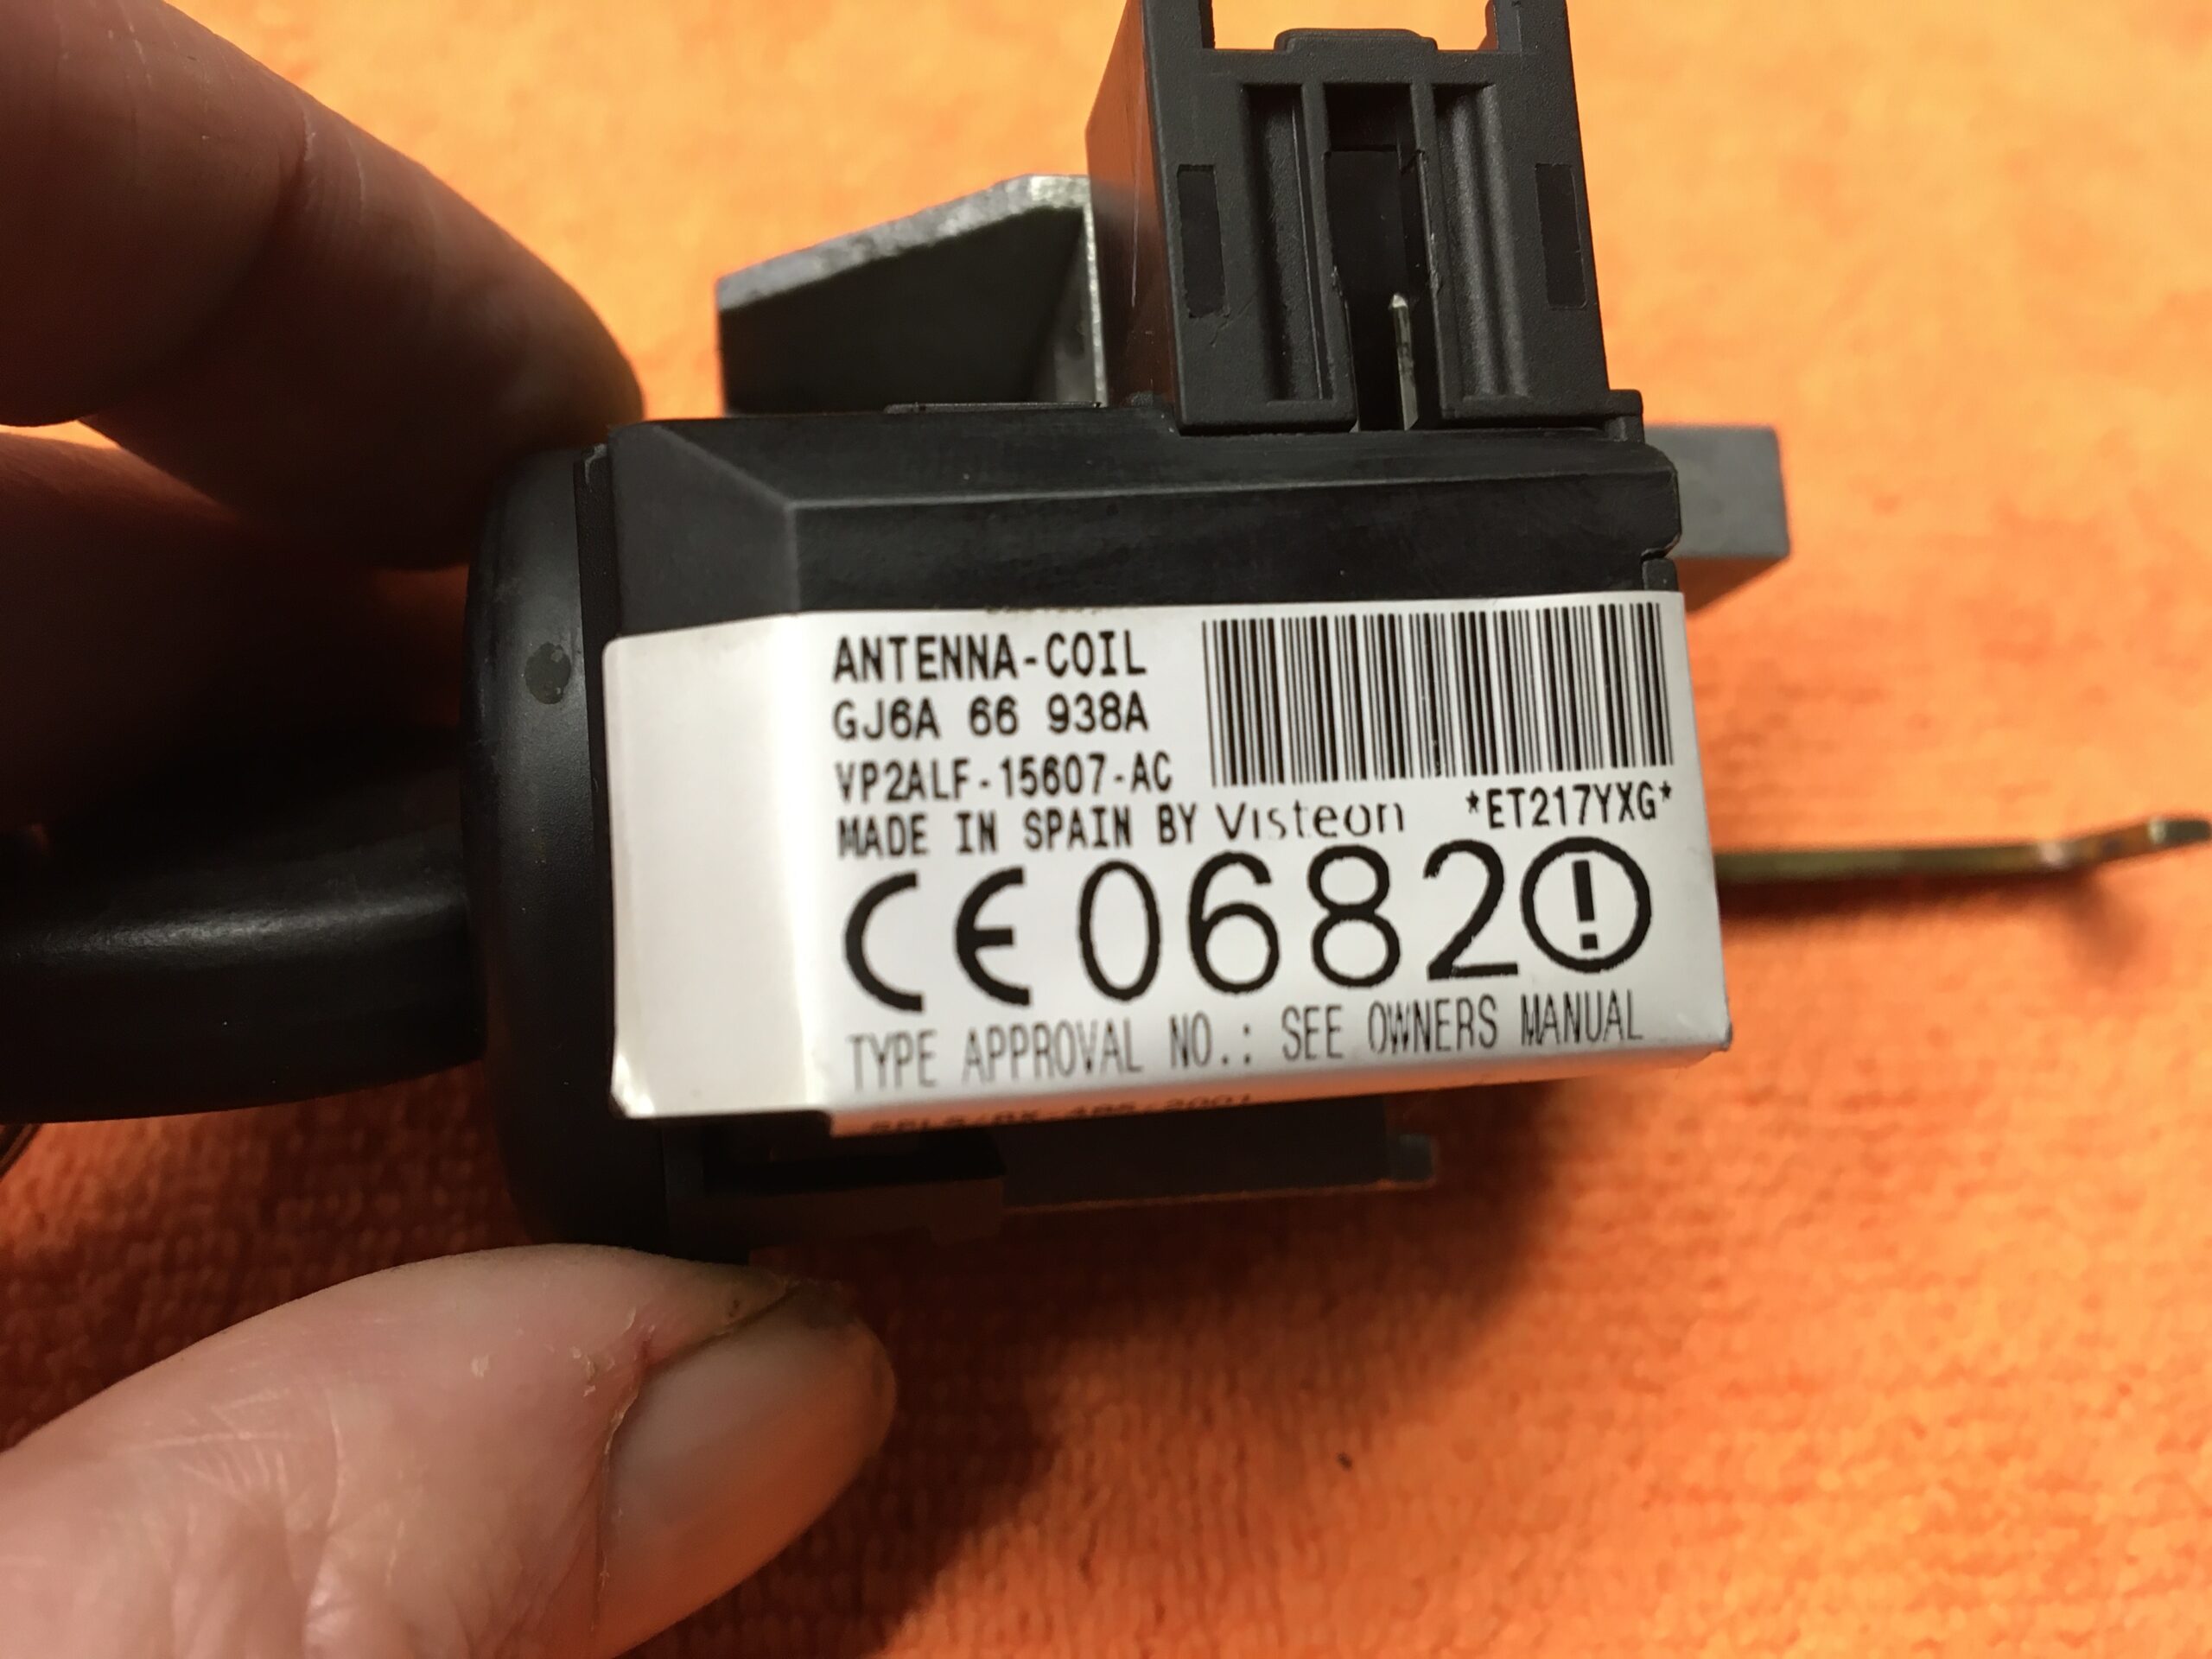 ANTENNA-COIL
GJ6A 66 938A
VP2ALF-15607-AC
MADE IN SPAIN BY Visteon *ET217YXG*
CE0682
TYPE APPROVAL NO.: SEE OWNERS MANUAL